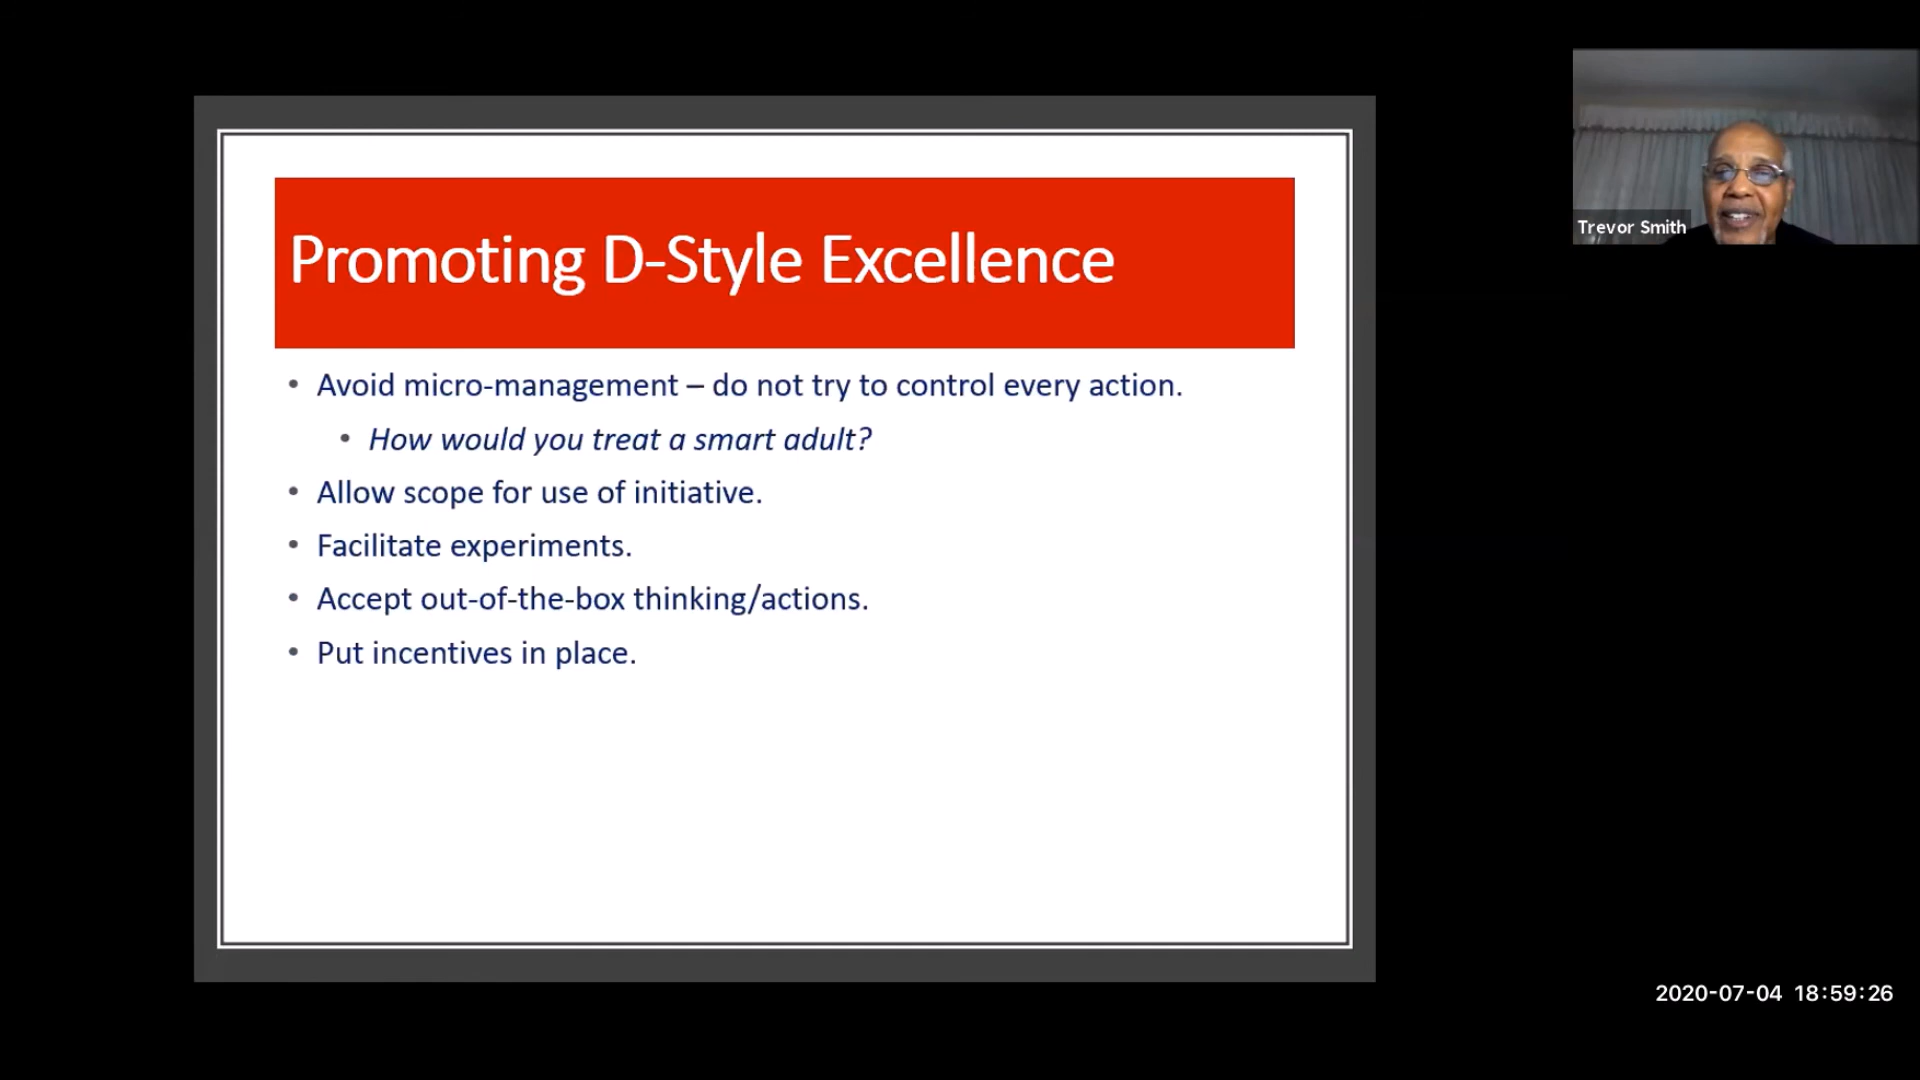 Promoting D-Style Excellence
• Avoid micro-management – do not try to control every action.
• How would you treat a smart adult?
• Allow scope for use of initiative.
• Facilitate experiments.
• Accept out-of-the-box thinking/actions.
• Put incentives in place.
Trevor Smith
2020-07-04 18:59:26